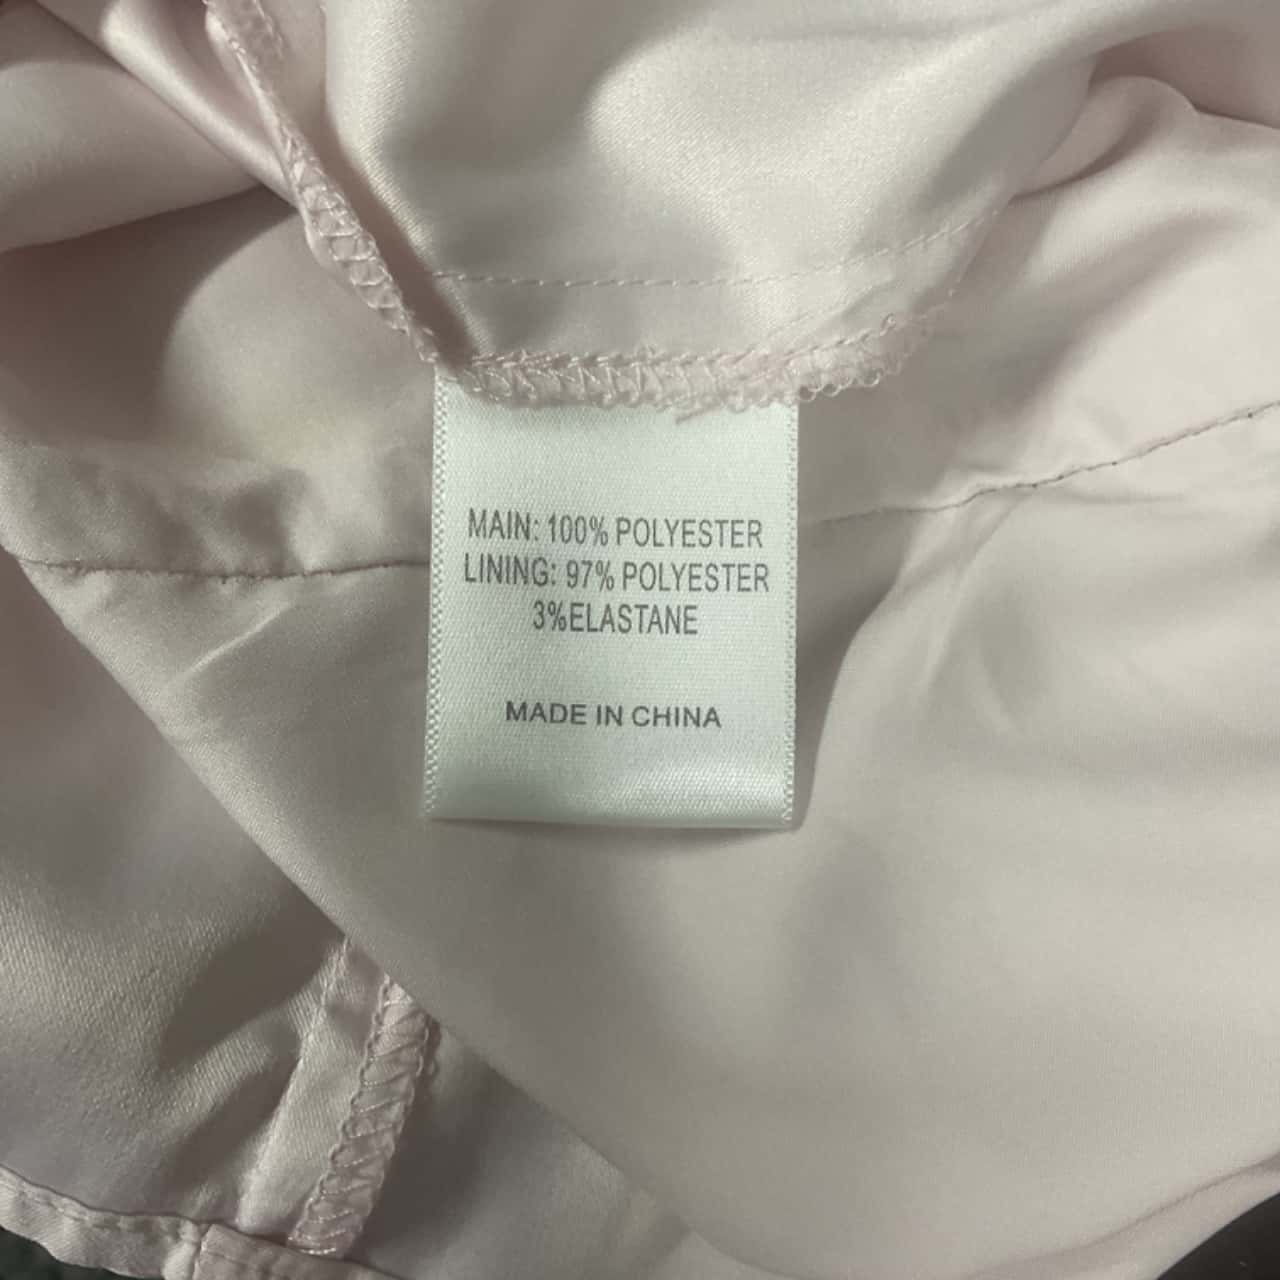 MAIN: 100% POLYESTER
LINING: 97% POLYESTER
3%ELASTANE
MADE IN CHINA